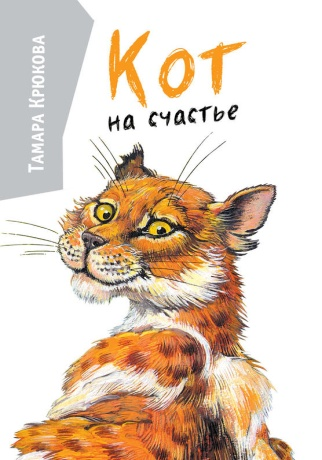 Тамара Крюкова
Кот
на счастье